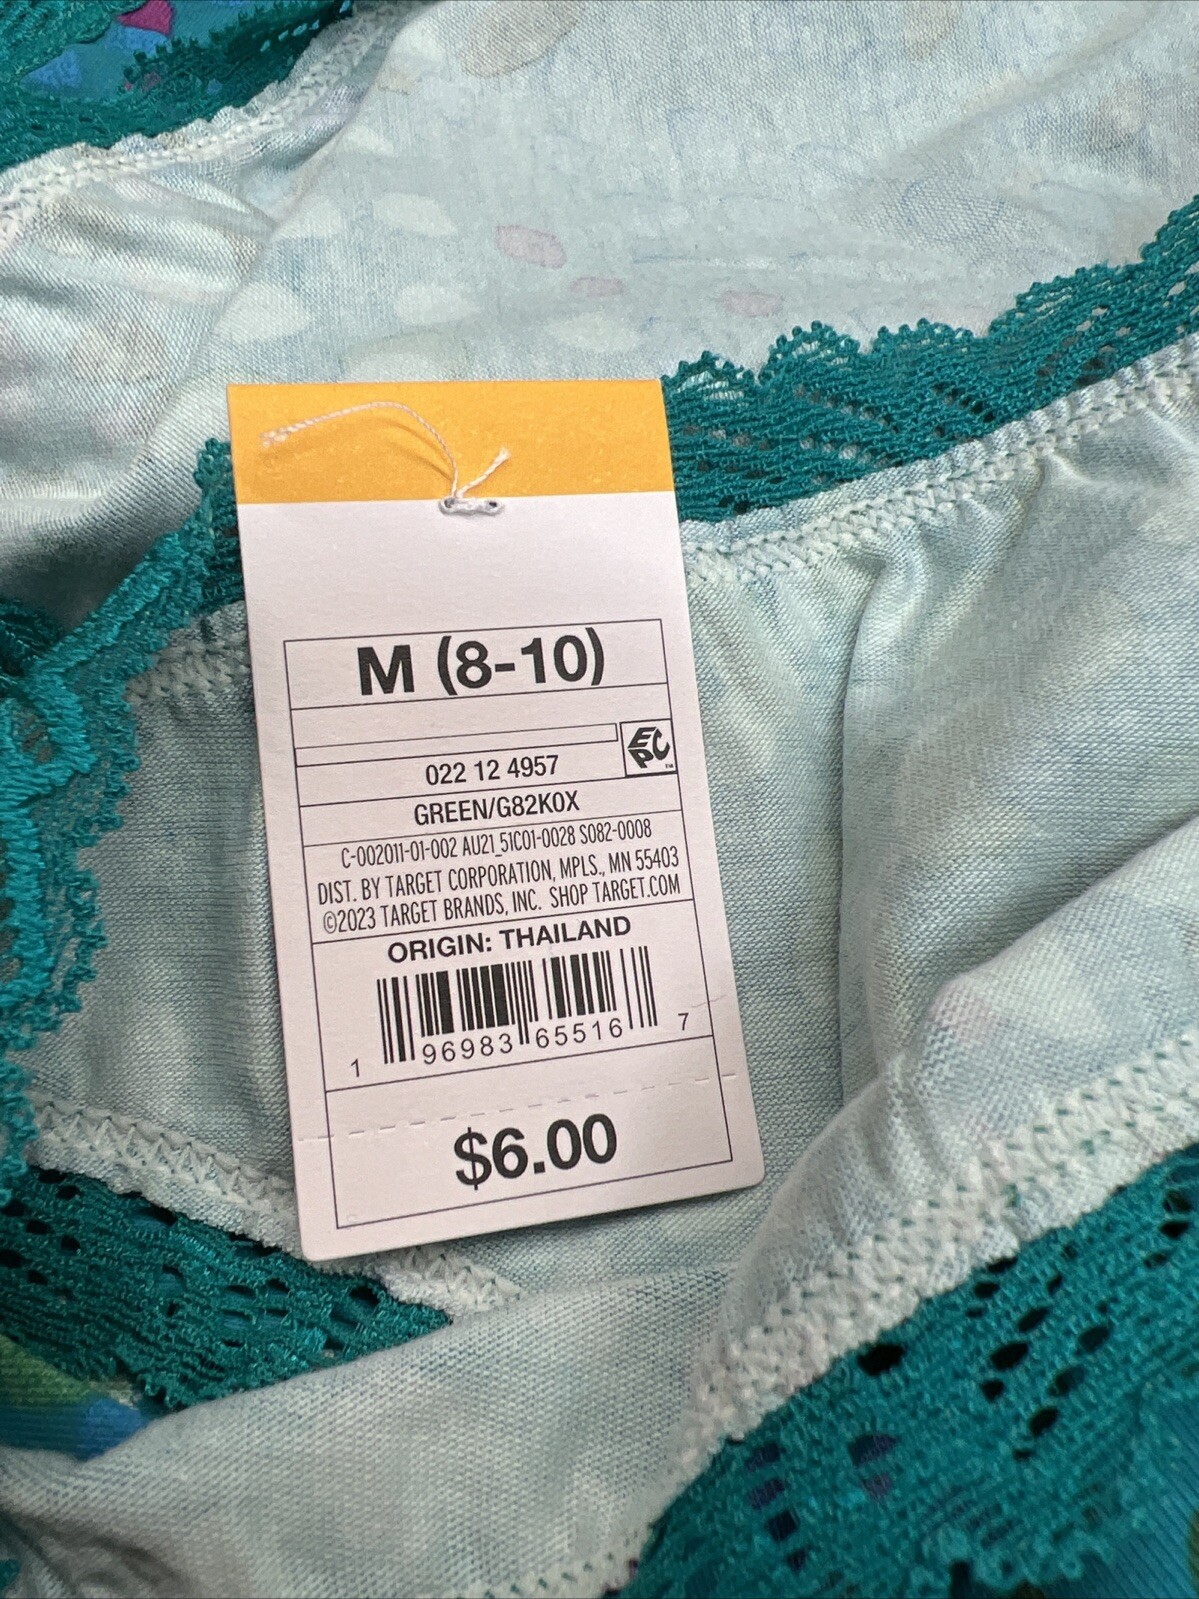 M (8-10)
EPC™
022 12 4957
GREEN/G82K0X
C-002011-01-002 AU21_51C01-0028 S082-0008
DIST. BY TARGET CORPORATION, MPLS., MN 55403
©2023 TARGET BRANDS, INC. SHOP TARGET.COM
ORIGIN: THAILAND
1 96983 65516 7
$6.00